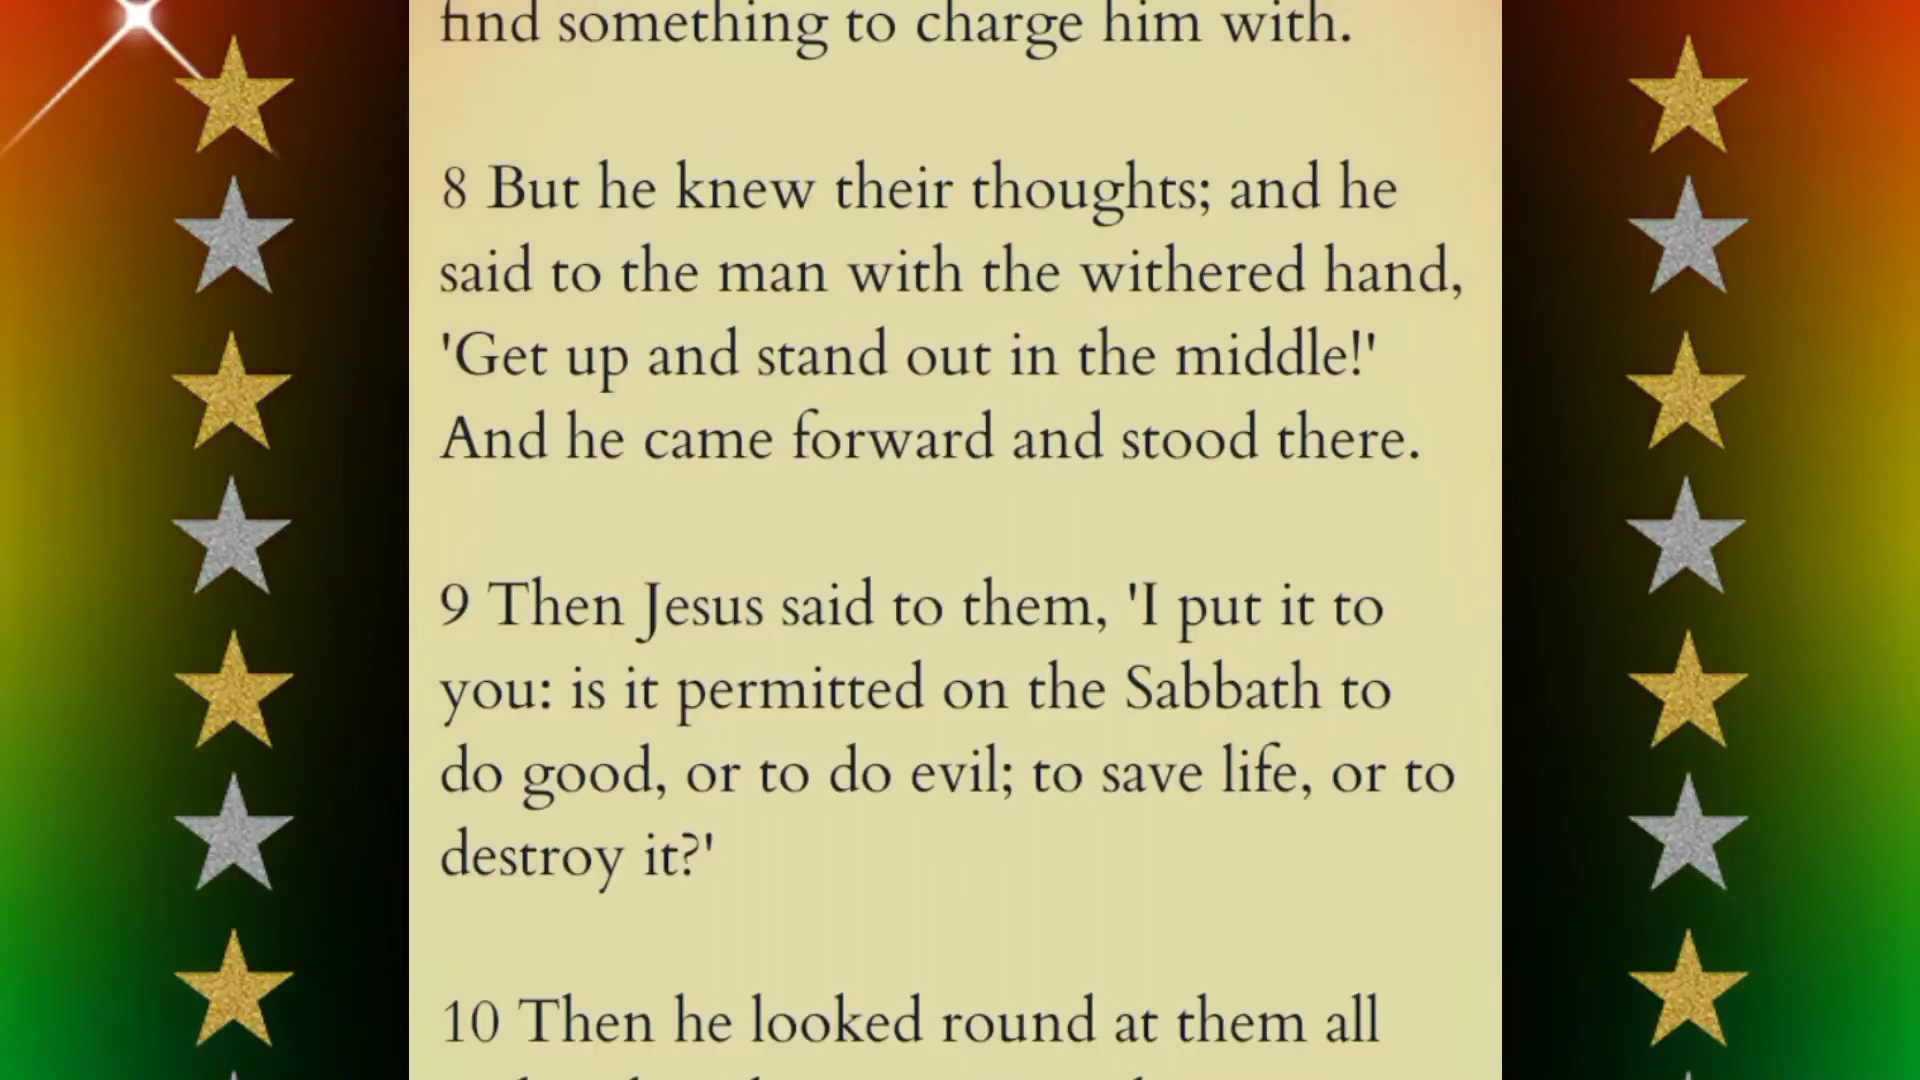 find something to charge him with.
8 But he knew their thoughts; and he
said to the man with the withered hand,
'Get up and stand out in the middle!'
And he came forward and stood there.
9 Then Jesus said to them, 'I put it to
you: is it permitted on the Sabbath to
do good, or to do evil; to save life, or to
destroy it?'
10 Then he looked round at them all